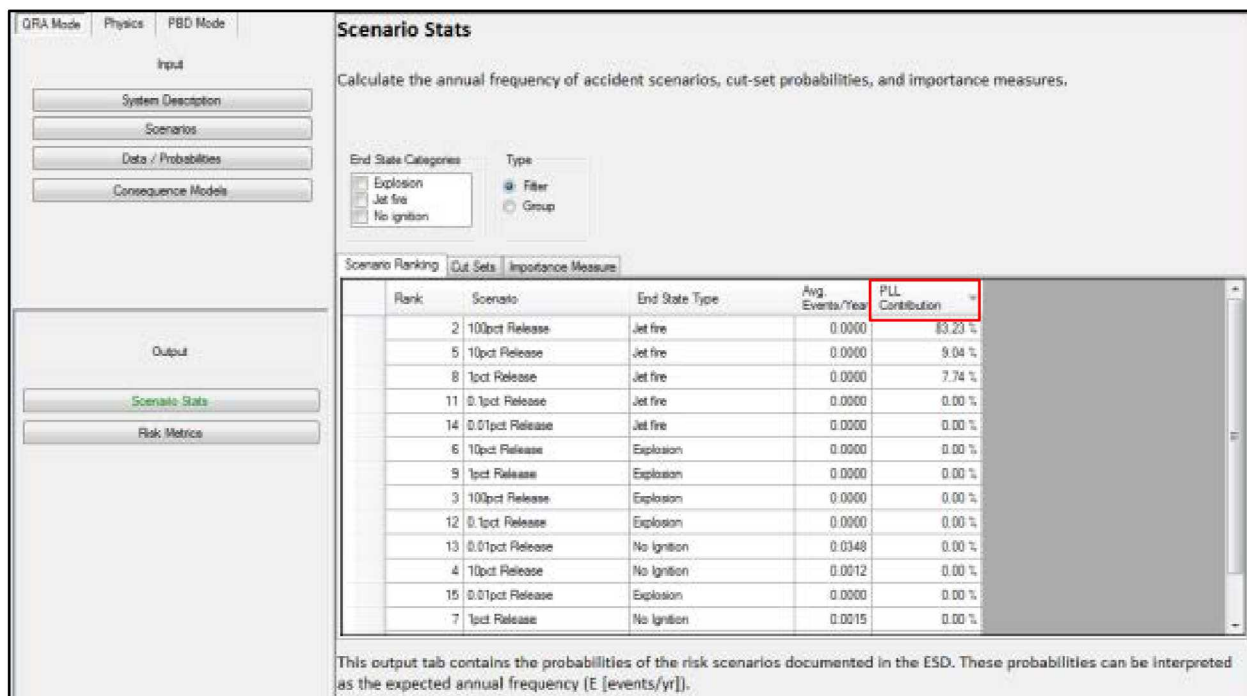 QRA Mode Physics PBD Mode
Input
System Description
Scenarios
Data / Probabilities
Consequence Models
Output
Scenario Stats
Risk Metrics
Scenario Stats
Calculate the annual frequency of accident scenarios, cut-set probabilities, and importance measures.
End State Categories
Explosion
Jet fire
No ignition
Type
Filter
Group
Scenario Ranking Cut Sets Importance Measure
Rank Scenario End State Type Avg. Events/Year PLL Contribution
2 100pct Release Jet fire 0.0000 83.23 %
5 10pct Release Jet fire 0.0000 9.04 %
8 1pct Release Jet fire 0.0000 7.74 %
11 0.1pct Release Jet fire 0.0000 0.00 %
14 0.01pct Release Jet fire 0.0000 0.00 %
6 10pct Release Explosion 0.0000 0.00 %
9 1pct Release Explosion 0.0000 0.00 %
3 100pct Release Explosion 0.0000 0.00 %
12 0.1pct Release Explosion 0.0000 0.00 %
13 0.01pct Release No Ignition 0.0348 0.00 %
4 10pct Release No Ignition 0.0012 0.00 %
15 0.01pct Release Explosion 0.0000 0.00 %
7 1pct Release No Ignition 0.0015 0.00 %
This output tab contains the probabilities of the risk scenarios documented in the ESD. These probabilities can be interpreted
as the expected annual frequency (E [events/yr]).